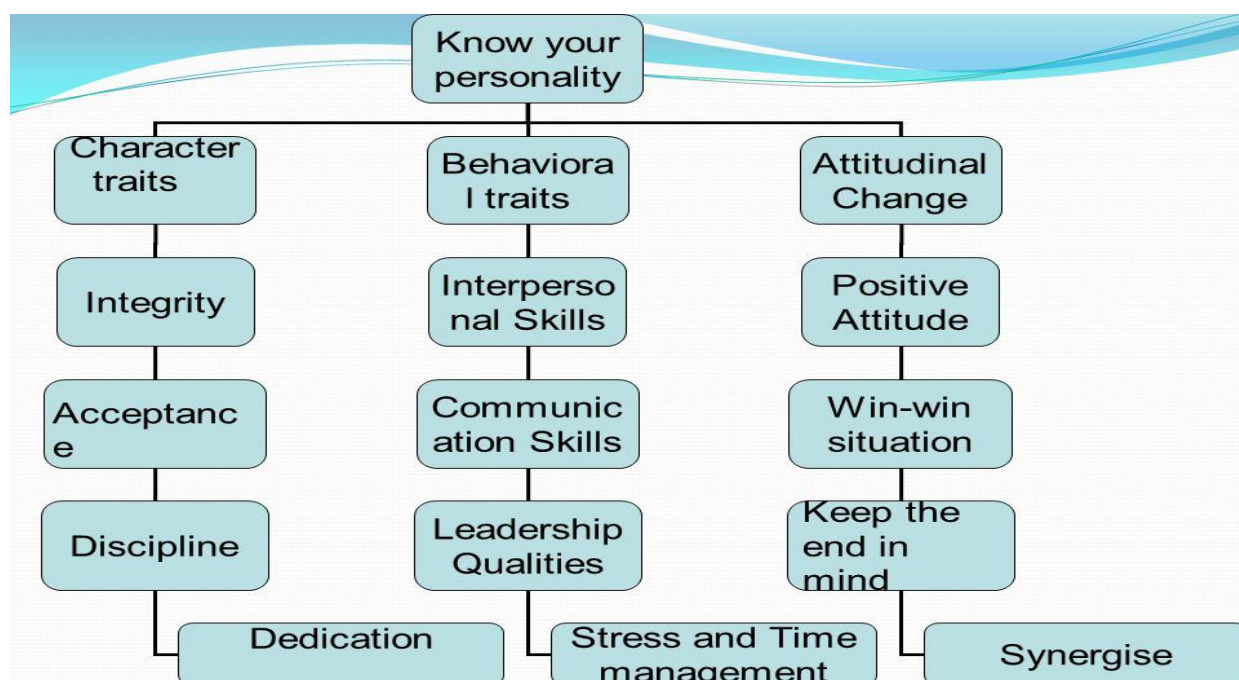 Know your
personality
Character
traits
Behaviora
l traits
Attitudinal
Change
Integrity
Interperso
nal Skills
Positive
Attitude
Acceptanc
e
Communic
ation Skills
Win-win
situation
Discipline
Leadership
Qualities
Keep the
end in
mind
Dedication
Stress and Time
management
Synergise